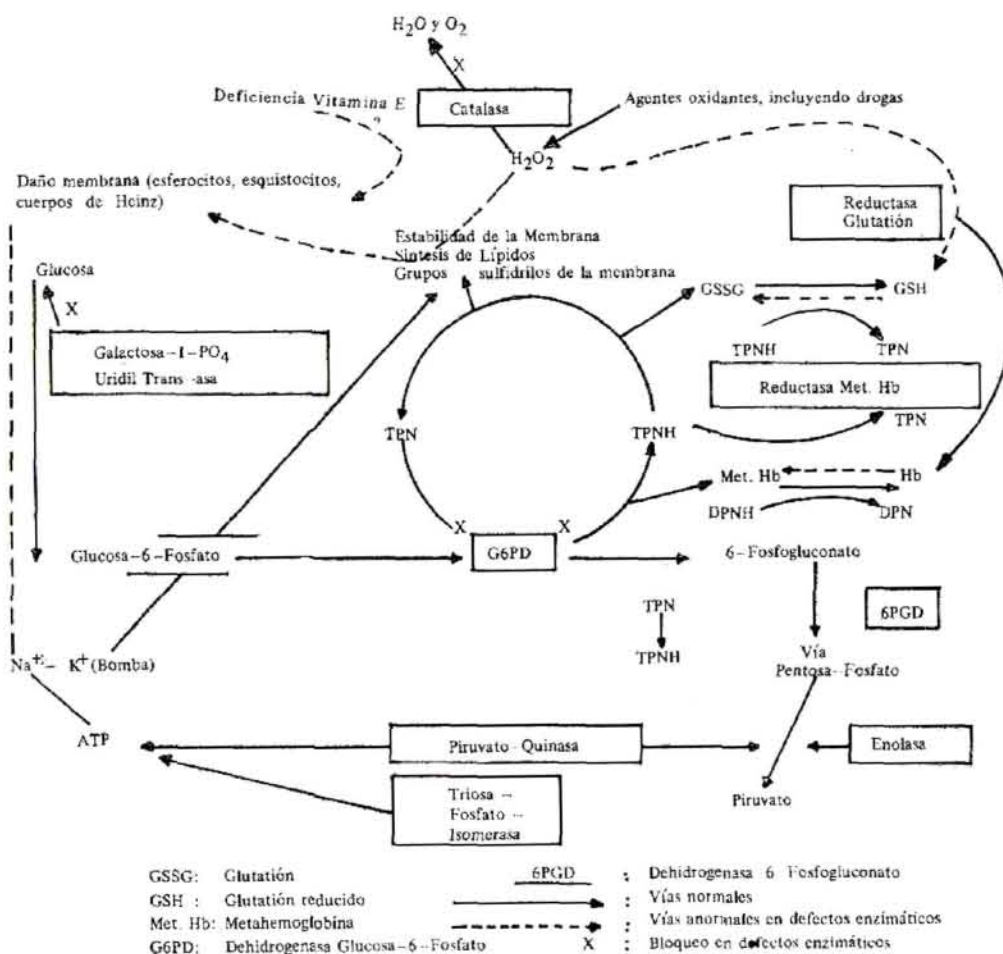 H2O y O2
X
Deficiencia Vitamina E
Catalasa
Agentes oxidantes, incluyendo drogas
H2O2
Daño membrana (esferocitos, esquistocitos,
cuerpos de Heinz)
Reductasa
Glutatión
Estabilidad de la Membrana
Síntesis de Lípidos
Grupos sulfidrilos de la membrana
Glucosa
X
GSSG
GSH
Galactosa-1-PO4
Uridil Trans-asa
TPNH
TPN
Reductasa Met. Hb
TPN
TPNH
TPN
Met. Hb
Hb
DPNH
DPN
X
X
Glucosa-6-Fosfato
G6PD
6-Fosfogluconato
TPN
TPNH
6PGD
Vía
Pentosa-Fosfato
K+ (Bomba)
ATP
Piruvato-Quinasa
Enolasa
Piruvato
Triosa -
Fosfato -
Isomerasa
GSSG: Glutatión
6PGD : Dehidrogenasa 6 Fosfogluconato
GSH : Glutatión reducido
: Vías normales
Met. Hb: Metahemoglobina
: Vías anormales en defectos enzimáticos
G6PD: Dehidrogenasa Glucosa-6-Fosfato
X : Bloqueo en defectos enzimáticos